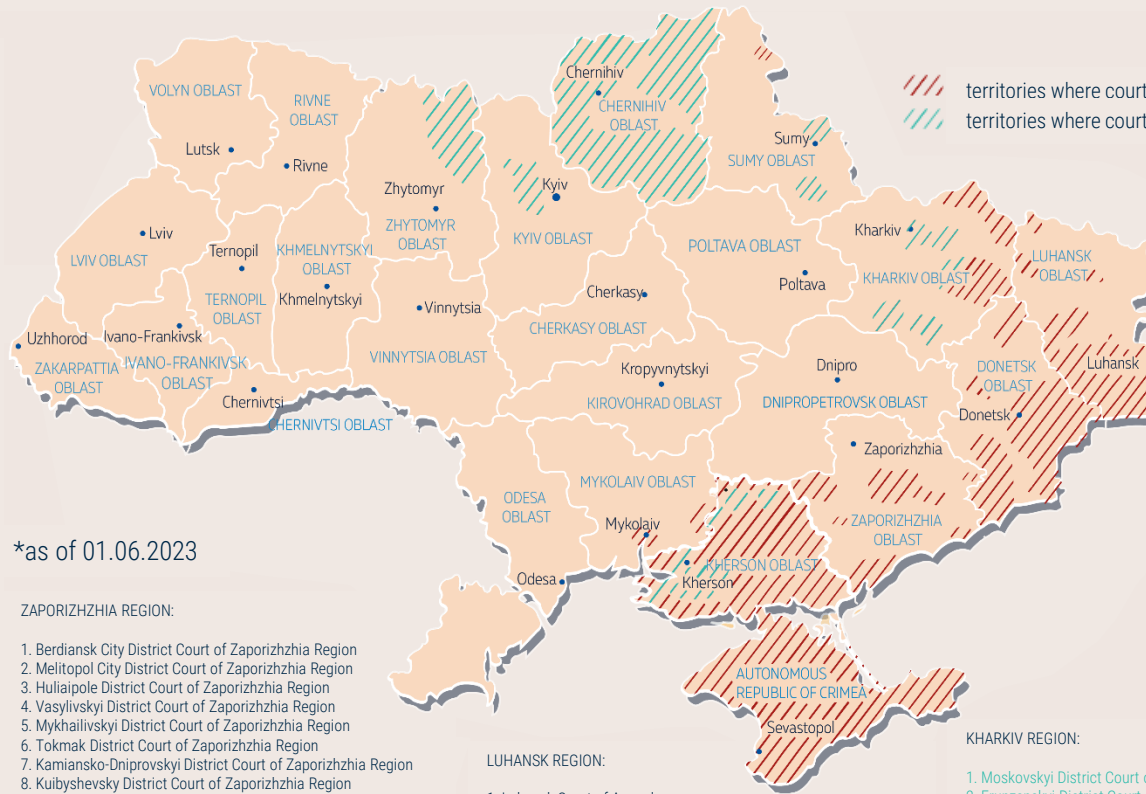 VOLYN OBLAST
RIVNE
OBLAST
Lutsk
Rivne
Chernihiv
CHERNIHIV
OBLAST
territories where court
territories where court
Sumy
SUMY OBLAST
Zhytomyr
ZHYTOMYR
OBLAST
Kyiv
KYIV OBLAST
Lviv
LVIV OBLAST
Ternopil
TERNOPIL
OBLAST
KHMELNYTSKYI
OBLAST
Khmelnytskyi
Vinnytsia
VINNYTSIA OBLAST
POLTAVA OBLAST
Poltava
Kharkiv
KHARKIV OBLAST
LUHANSK
OBLAST
Luhansk
Cherkasy
CHERKASY OBLAST
Uzhhorod
ZAKARPATTIA
OBLAST
Ivano-Frankivsk
IVANO-FRANKIVSK
OBLAST
Chernivtsi
CHERNIVTSI OBLAST
Kropyvnytskyi
KIROVOHRAD OBLAST
Dnipro
DNIPROPETROVSK OBLAST
DONETSK
OBLAST
Donetsk
Zaporizhzhia
ZAPORIZHZHIA
OBLAST
ODESA
OBLAST
MYKOLAIV OBLAST
Mykolaiv
KHERSON OBLAST
Kherson
Odesa
AUTONOMOUS
REPUBLIC OF CRIMEA
Sevastopol
*as of 01.06.2023
ZAPORIZHZHIA REGION:
1. Berdiansk City District Court of Zaporizhzhia Region
2. Melitopol City District Court of Zaporizhzhia Region
3. Huliaipole District Court of Zaporizhzhia Region
4. Vasylivskyi District Court of Zaporizhzhia Region
5. Mykhailivskyi District Court of Zaporizhzhia Region
6. Tokmak District Court of Zaporizhzhia Region
7. Kamiansko-Dniprovskyi District Court of Zaporizhzhia Region
8. Kuibyshevsky District Court of Zaporizhzhia Region
LUHANSK REGION:
KHARKIV REGION:
1. Moskovskyi District Court